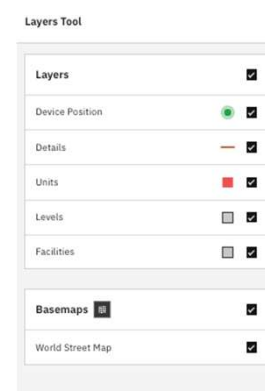 Layers Tool
Layers
Device Position
Details
Units
Levels
Facilities
Basemaps
World Street Map